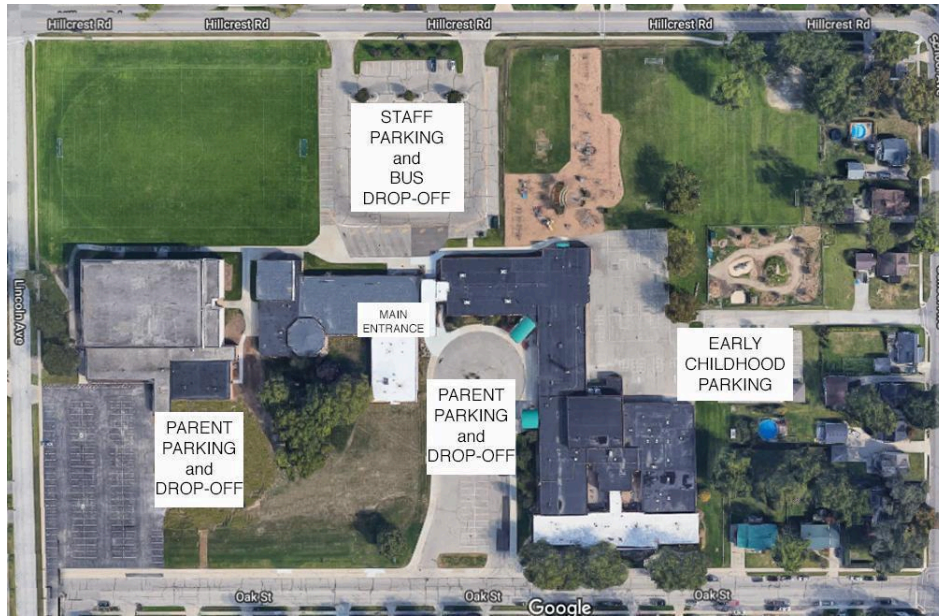 Hillcrest Rd
Hillcrest Rd
Hillcrest Rd
Hillcrest Rd
Hillcrest Rd
STAFF
PARKING
and
BUS
DROP-OFF
Lincoln Ave
MAIN
ENTRANCE
EARLY
CHILDHOOD
PARKING
PARENT
PARKING
and
DROP-OFF
PARENT
PARKING
and
DROP-OFF
Oak St
Oak St
Oak St
Google